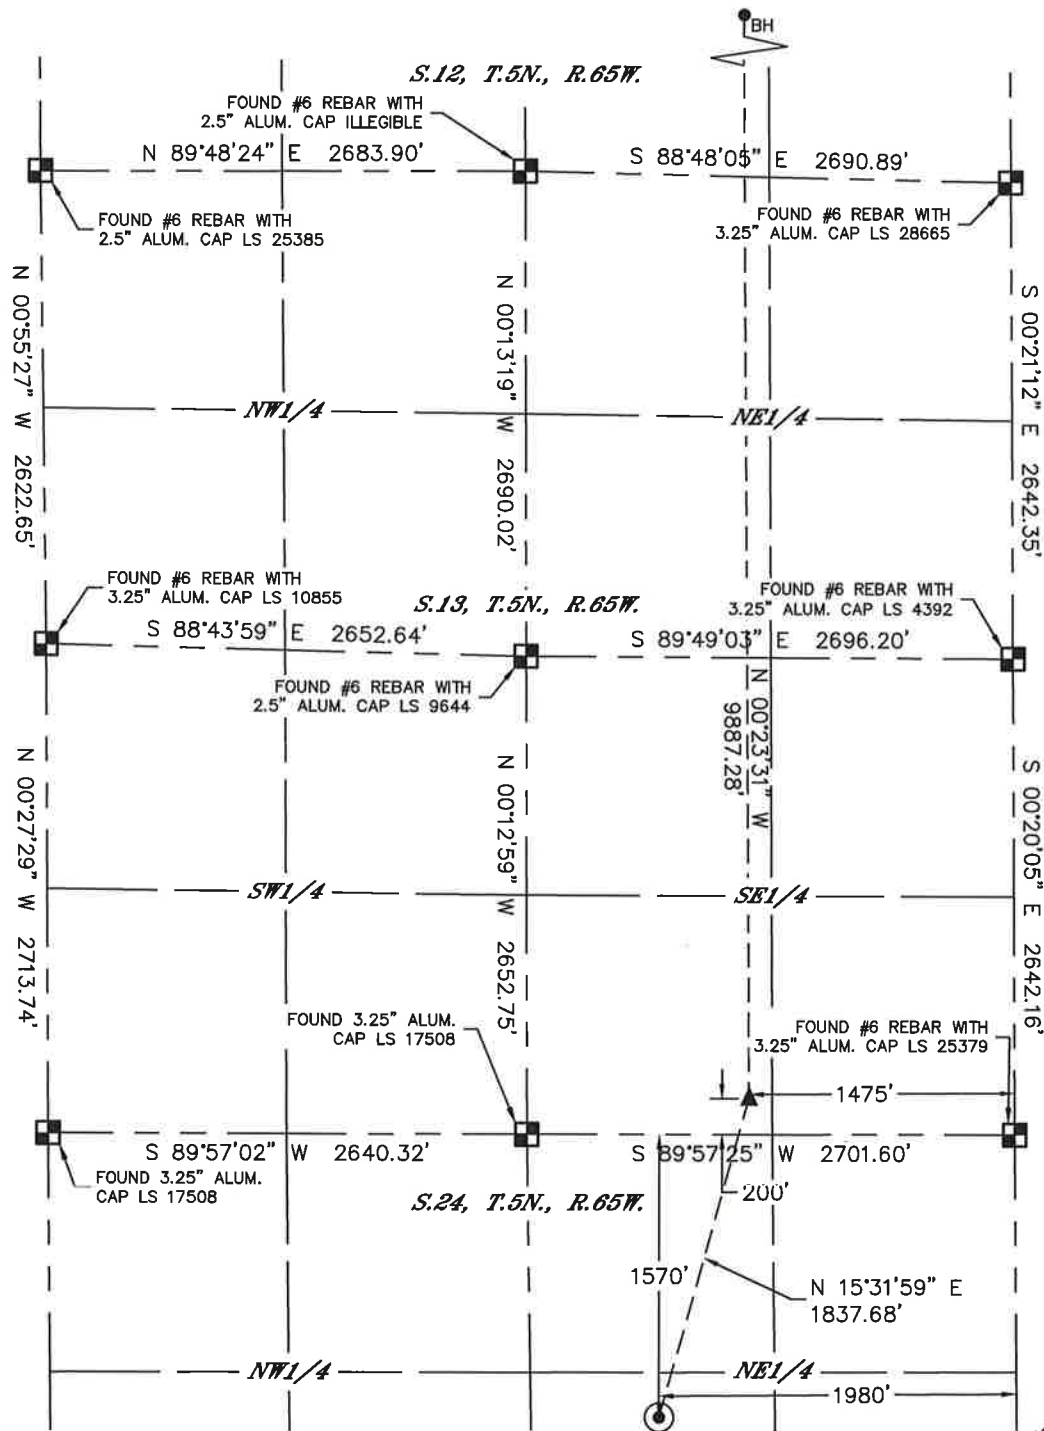 BH
S.12, T.5N., R.65W.
FOUND #6 REBAR WITH
2.5" ALUM. CAP ILLEGIBLE
N 89°48'24" E 2683.90'
S 88°48'05" E 2690.89'
FOUND #6 REBAR WITH
2.5" ALUM. CAP LS 25385
FOUND #6 REBAR WITH
3.25" ALUM. CAP LS 28665
N 00°55'27" W 2622.65'
N 00°13'19" W 2690.02'
S 00°21'12" E 2642.35'
NW1/4
NE1/4
FOUND #6 REBAR WITH
3.25" ALUM. CAP LS 10855
S.13, T.5N., R.65W.
FOUND #6 REBAR WITH
3.25" ALUM. CAP LS 4392
S 88°43'59" E 2652.64'
S 89°49'03" E 2696.20'
FOUND #6 REBAR WITH
2.5" ALUM. CAP LS 9644
N 00°23'31" W
9887.28'
N 00°27'29" W 2713.74'
N 00°12'59" W 2652.75'
S 00°20'05" E 2642.16'
SW1/4
SE1/4
FOUND 3.25" ALUM.
CAP LS 17508
FOUND #6 REBAR WITH
3.25" ALUM. CAP LS 25379
1475'
S 89°57'02" W 2640.32'
S 89°57'25" W 2701.60'
FOUND 3.25" ALUM.
CAP LS 17508
200'
S.24, T.5N., R.65W.
1570'
N 15°31'59" E
1837.68'
NW1/4
NE1/4
1980'